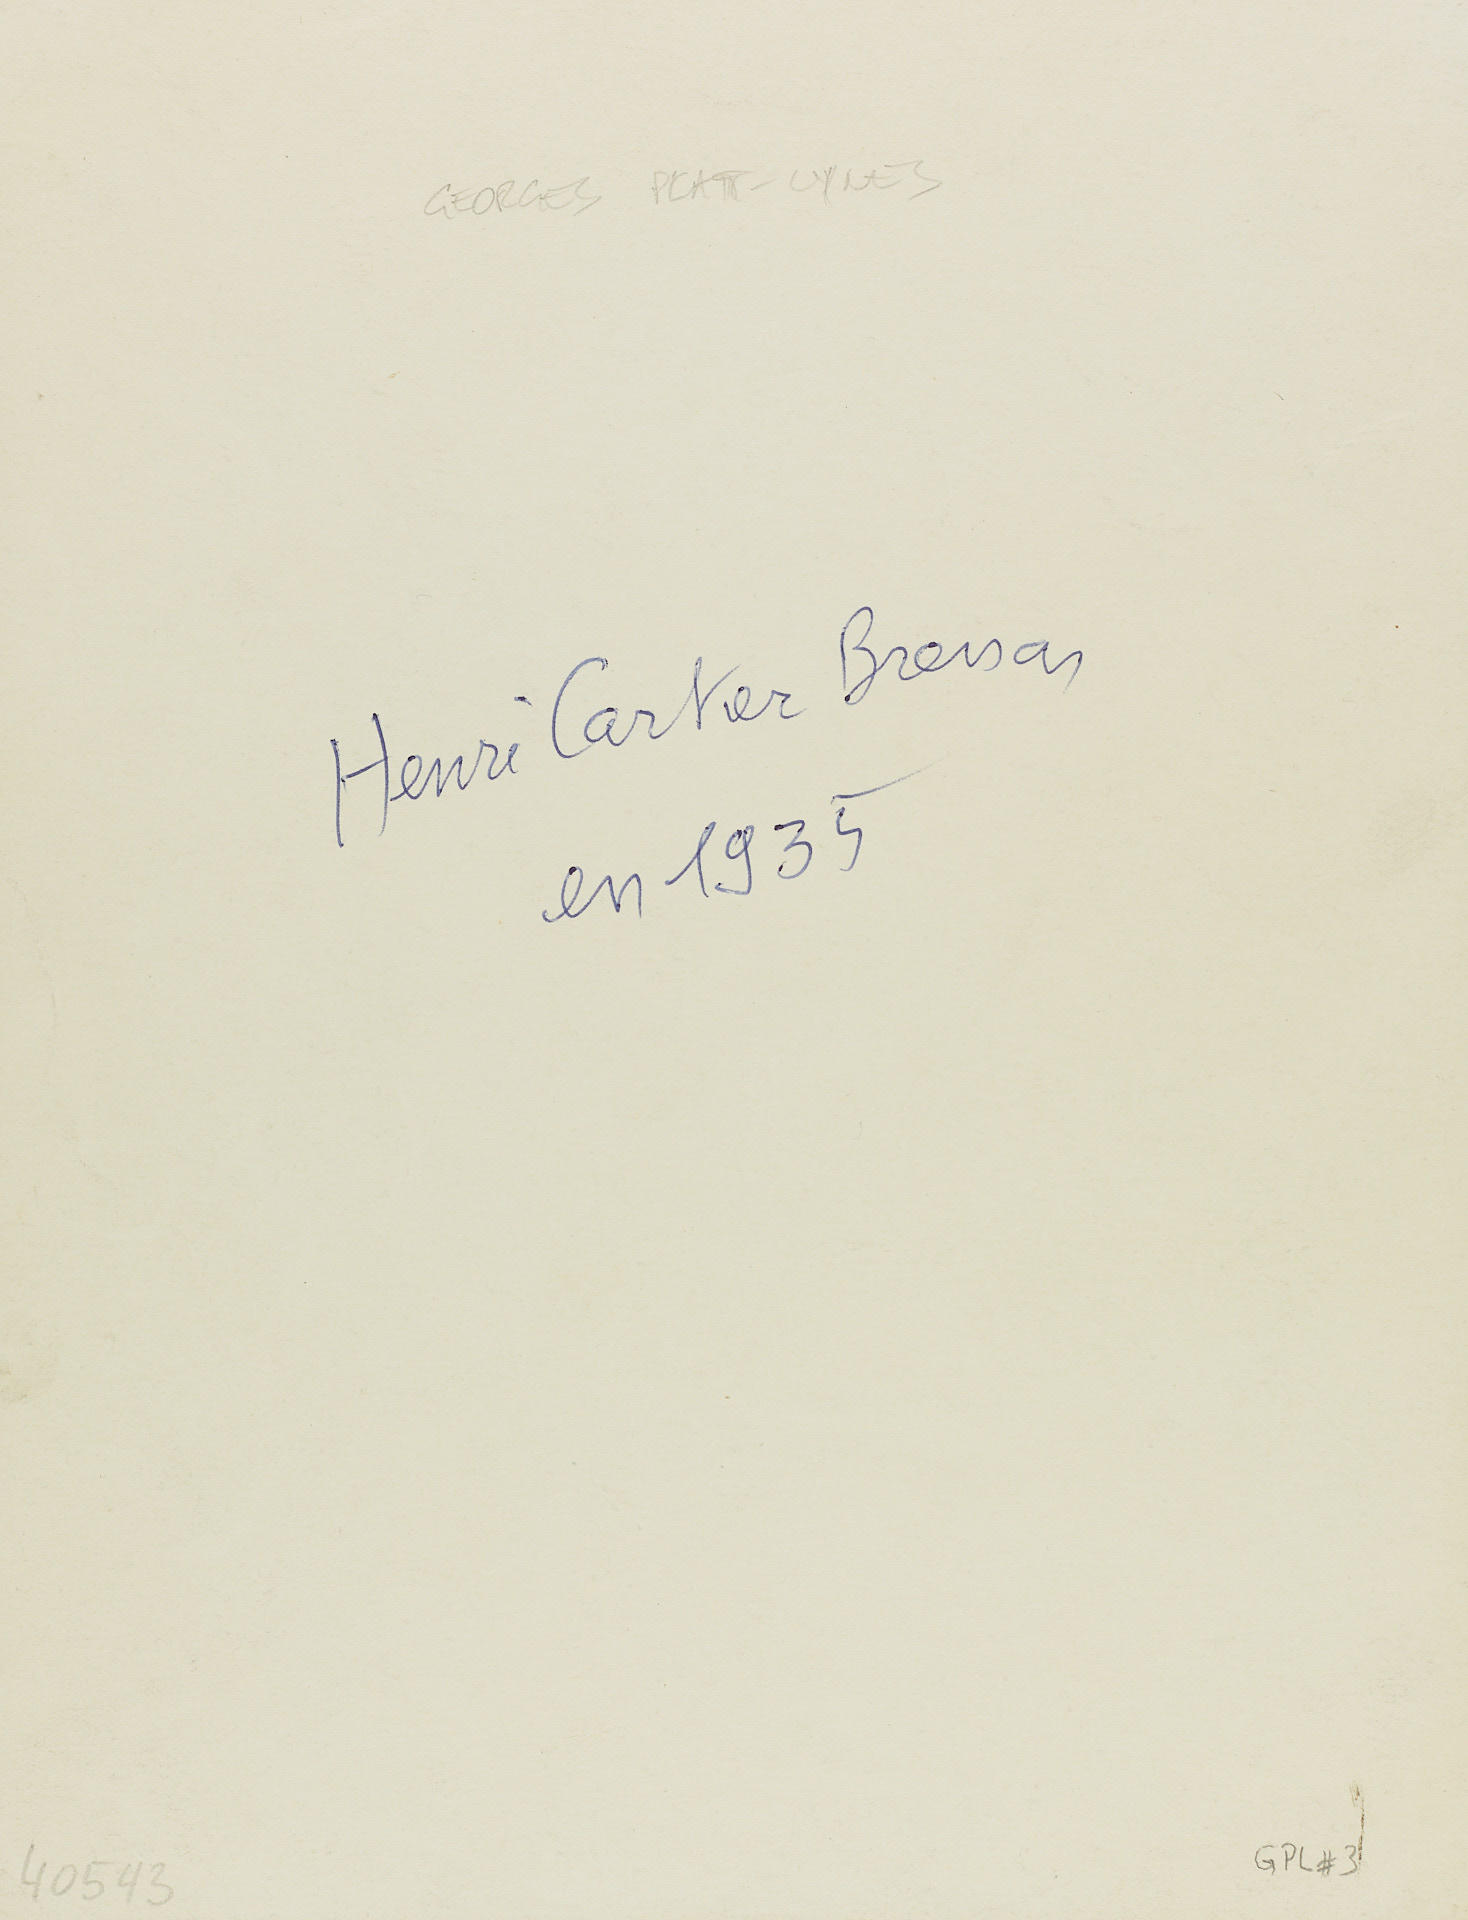 GEORGES PLATT-LYNES
Henri Cartier Bresson
en 1935
40543
GPL#3